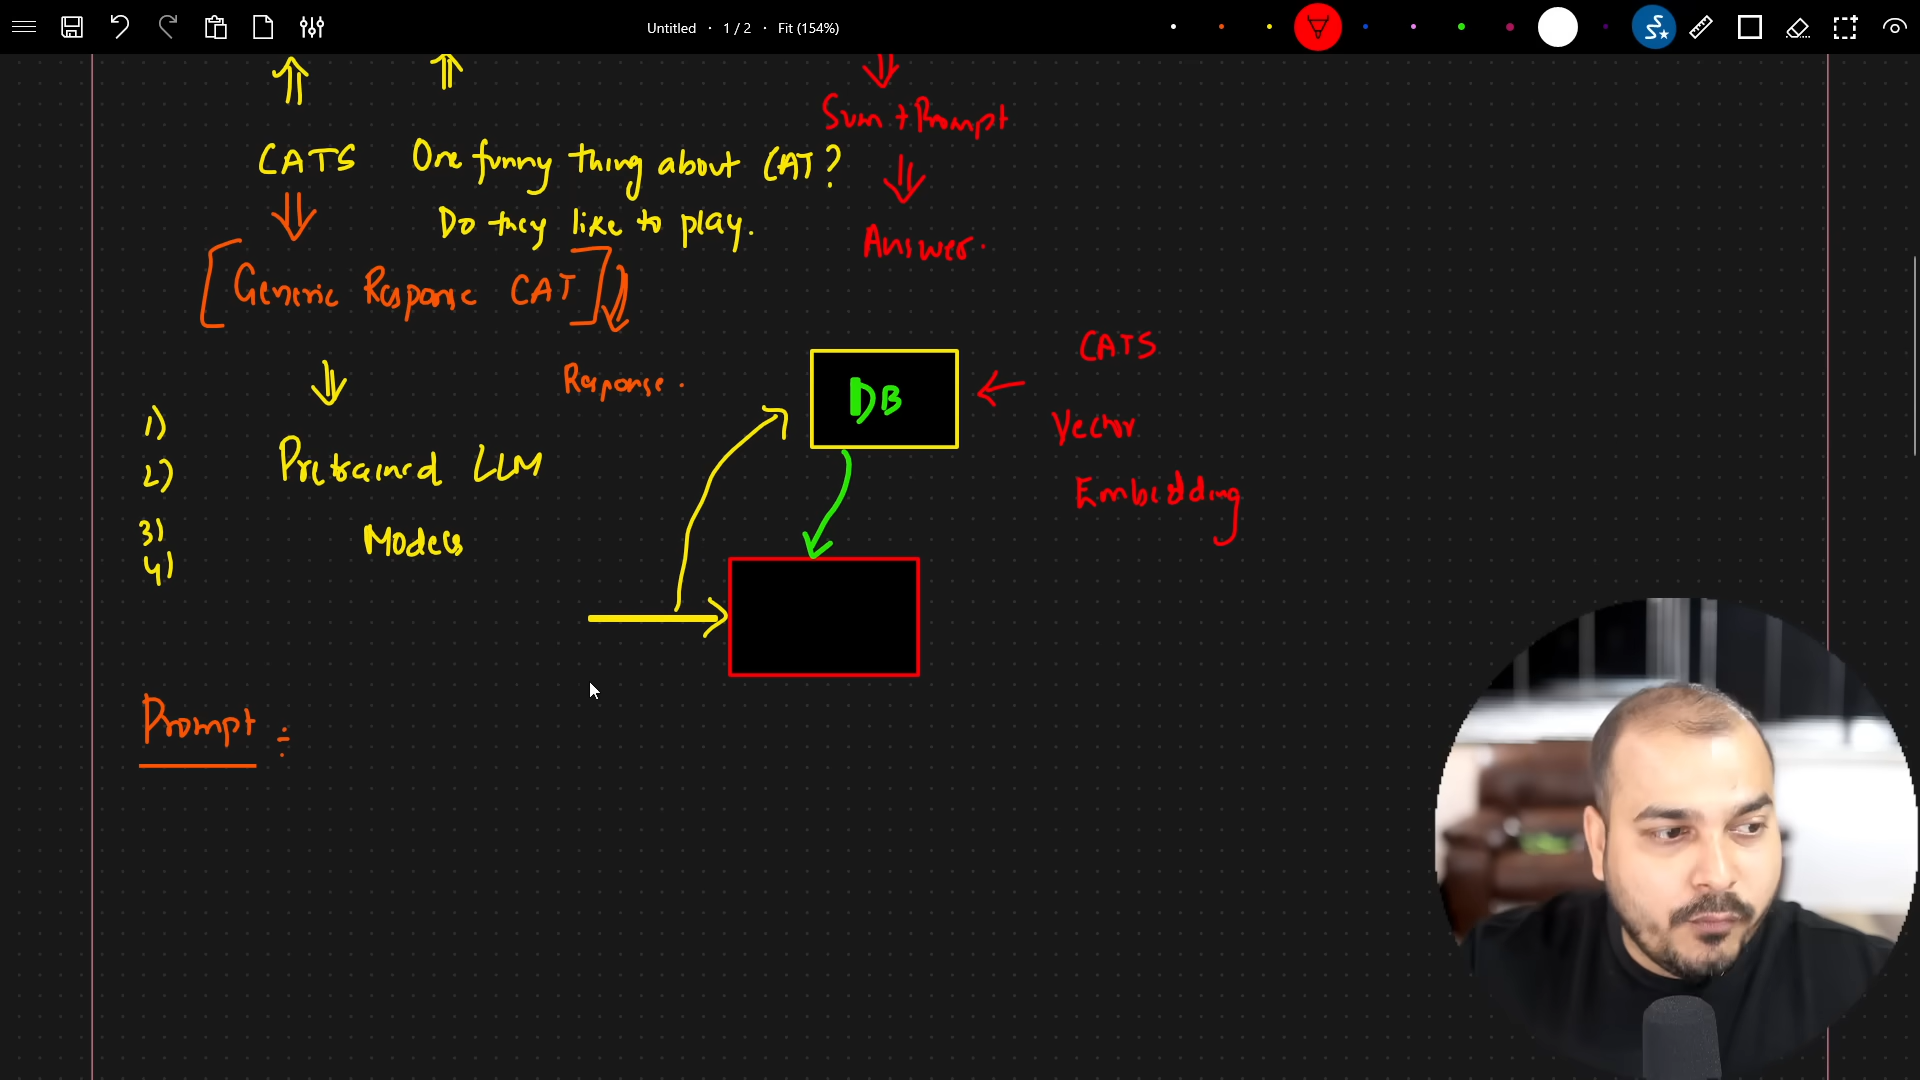 Untitled · 1 / 2 · Fit (154%)
Sum + Prompt
CATS One funny thing about CAT?
Do they like to play.
Answer.
[Generic Response CAT]
CATS
Response.
DB
1)
Vector
2)
Pretrained LLM
Embedding
3)
Models
4)
Prompt :